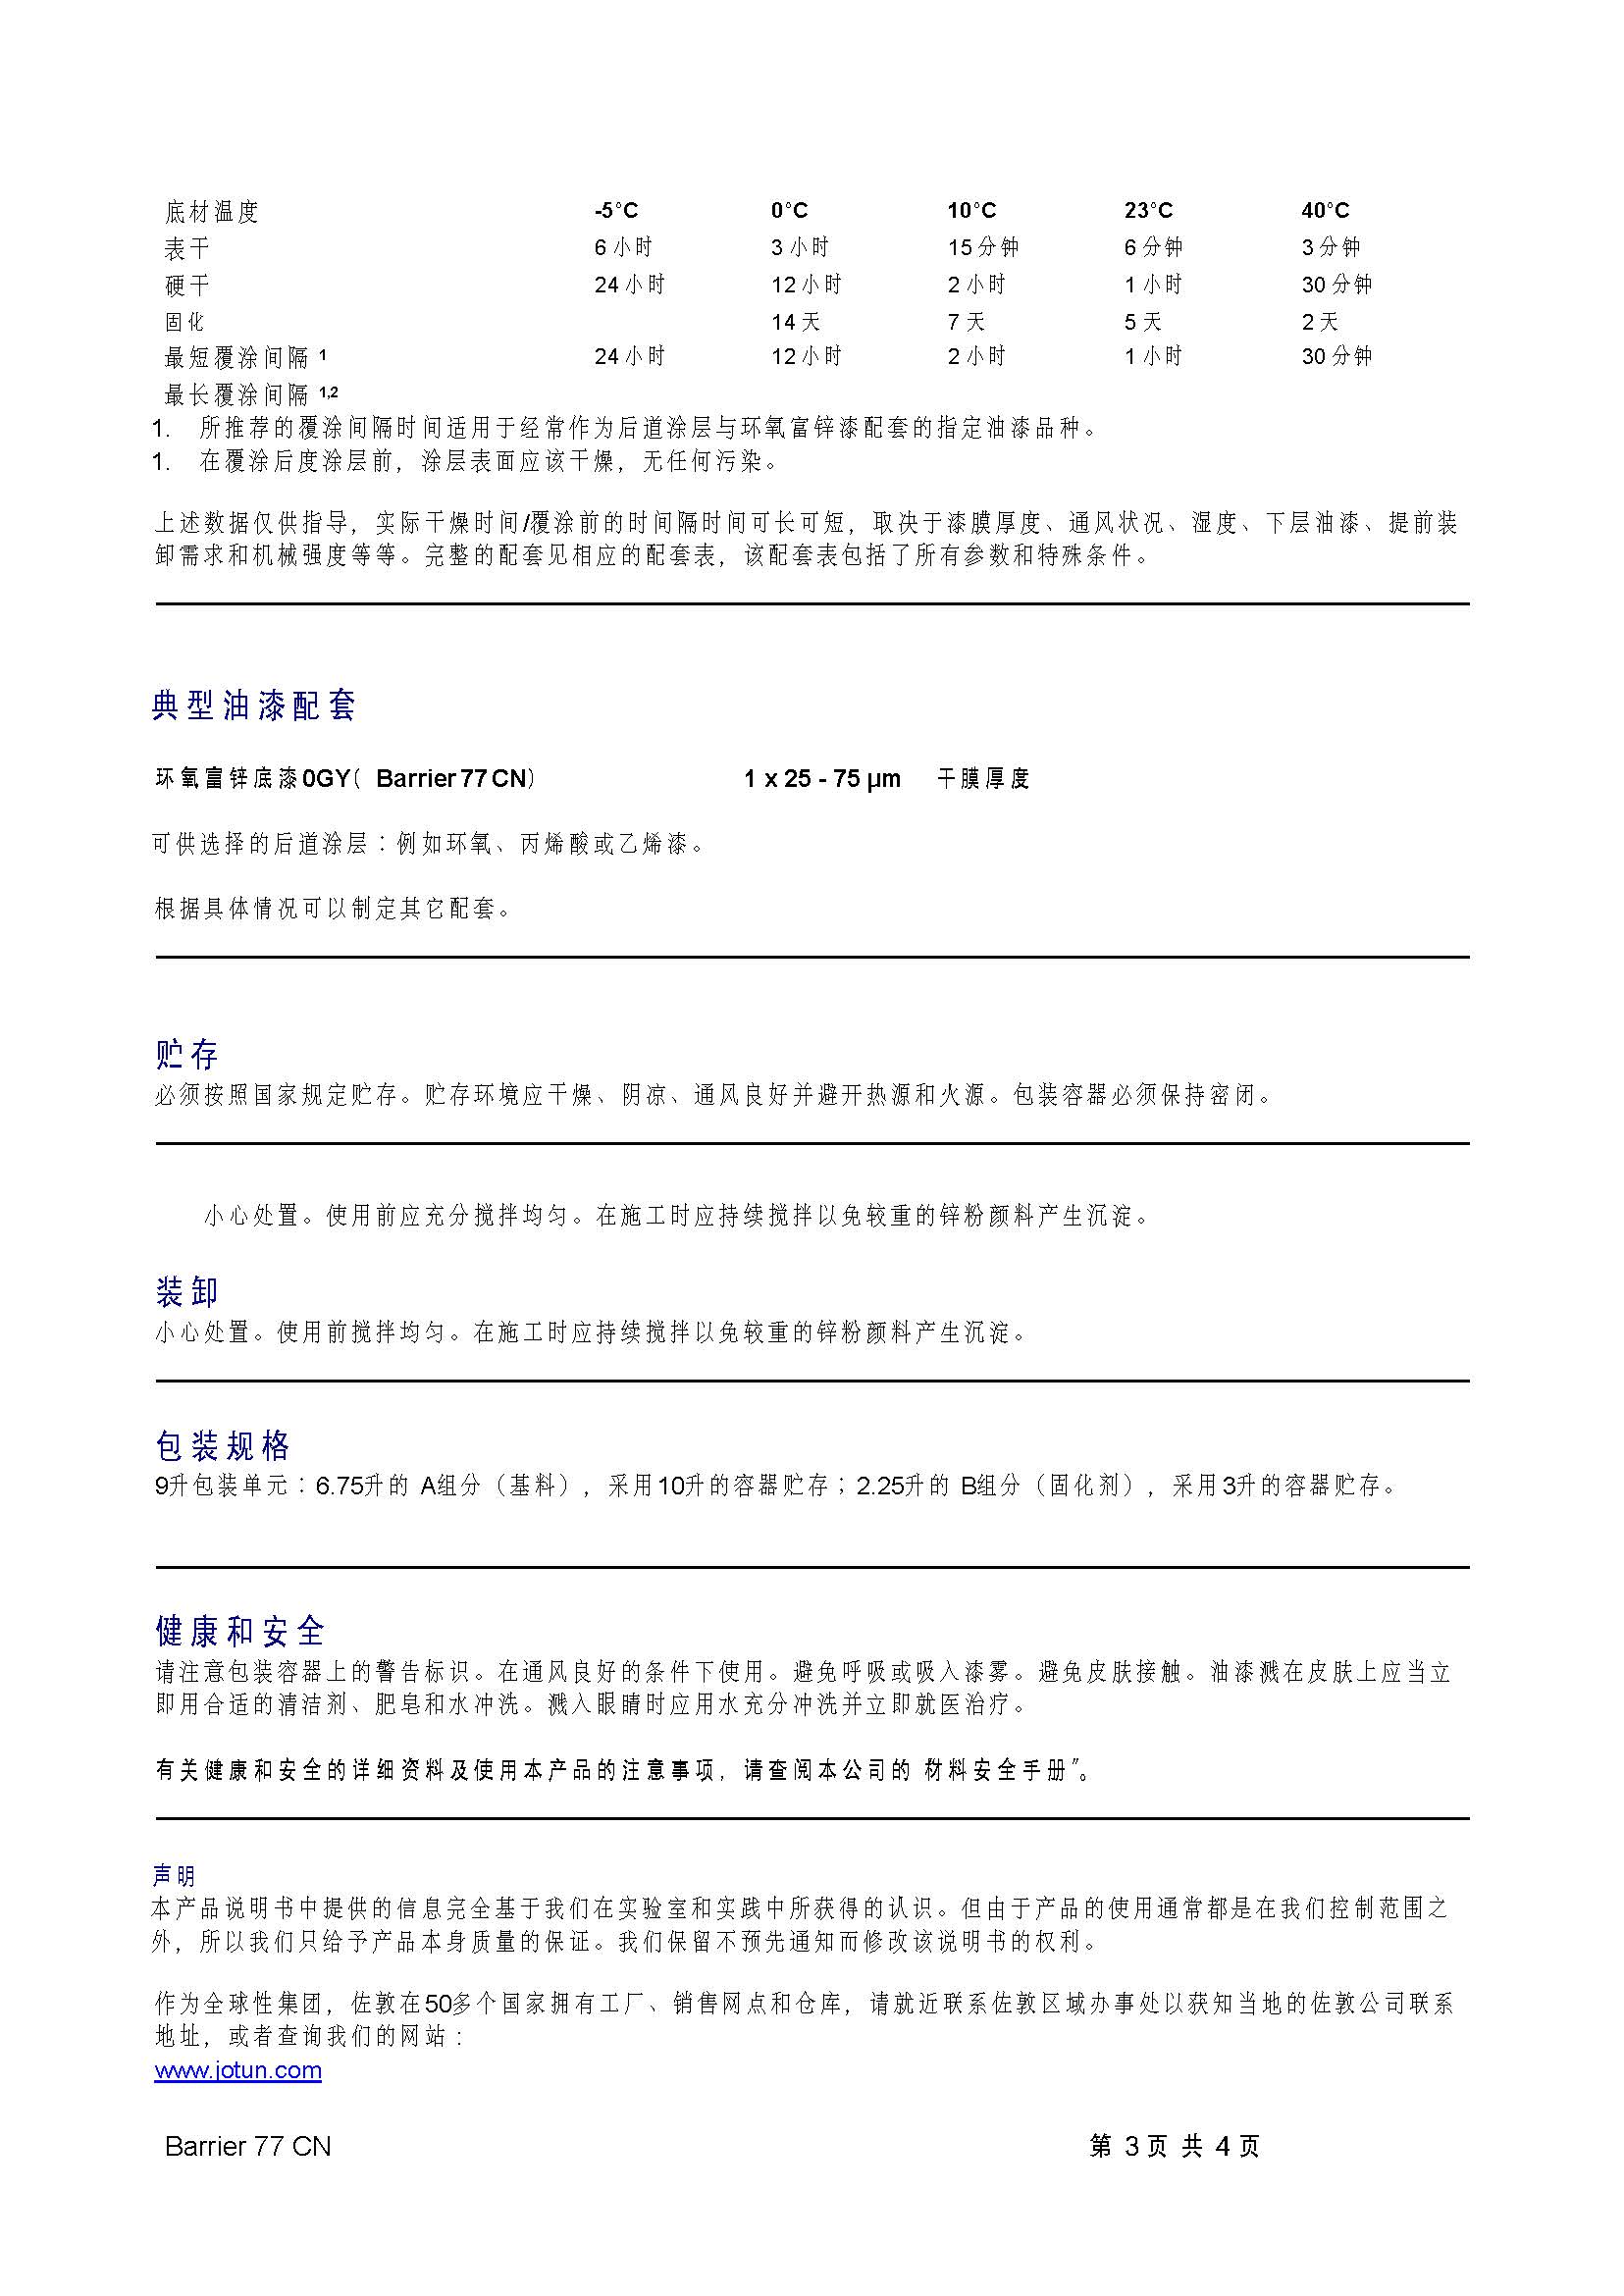 底材温度 -5°C 0°C 10°C 23°C 40°C
表干 6小时 3小时 15分钟 6分钟 3分钟
硬干 24小时 12小时 2小时 1小时 30分钟
固化 14天 7天 5天 2天
最短覆涂间隔 1 24小时 12小时 2小时 1小时 30分钟
最长覆涂间隔 1,2
1. 所推荐的覆涂间隔时间适用于经常作为后道涂层与环氧富锌漆配套的指定油漆品种。
1. 在覆涂后度涂层前，涂层表面应该干燥，无任何污染。
上述数据仅供指导，实际干燥时间/覆涂前的时间隔时间可长可短，取决于漆膜厚度、通风状况、湿度、下层油漆、提前装
卸需求和机械强度等等。完整的配套见相应的配套表，该配套表包括了所有参数和特殊条件。
典型油漆配套
环氧富锌底漆0GY（ Barrier 77 CN） 1 x 25 - 75 µm 干膜厚度
可供选择的后道涂层：例如环氧、丙烯酸或乙烯漆。
根据具体情况可以制定其它配套。
贮存
必须按照国家规定贮存。贮存环境应干燥、阴凉、通风良好并避开热源和火源。包装容器必须保持密闭。
小心处置。使用前应充分搅拌均匀。在施工时应持续搅拌以免较重的锌粉颜料产生沉淀。
装卸
小心处置。使用前搅拌均匀。在施工时应持续搅拌以免较重的锌粉颜料产生沉淀。
包装规格
9升包装单元：6.75升的 A组分（基料），采用10升的容器贮存；2.25升的 B组分（固化剂），采用3升的容器贮存。
健康和安全
请注意包装容器上的警告标识。在通风良好的条件下使用。避免呼吸或吸入漆雾。避免皮肤接触。油漆溅在皮肤上应当立
即用合适的清洁剂、肥皂和水冲洗。溅入眼睛时应用水充分冲洗并立即就医治疗。
有关健康和安全的详细资料及使用本产品的注意事项，请查阅本公司的 材料安全手册”。
声明
本产品说明书中提供的信息完全基于我们在实验室和实践中所获得的认识。但由于产品的使用通常都是在我们控制范围之
外，所以我们只给予产品本身质量的保证。我们保留不预先通知而修改该说明书的权利。
作为全球性集团，佐敦在50多个国家拥有工厂、销售网点和仓库，请就近联系佐敦区域办事处以获知当地的佐敦公司联系
地址，或者查询我们的网站：
www.jotun.com
Barrier 77 CN 第 3 页 共 4 页